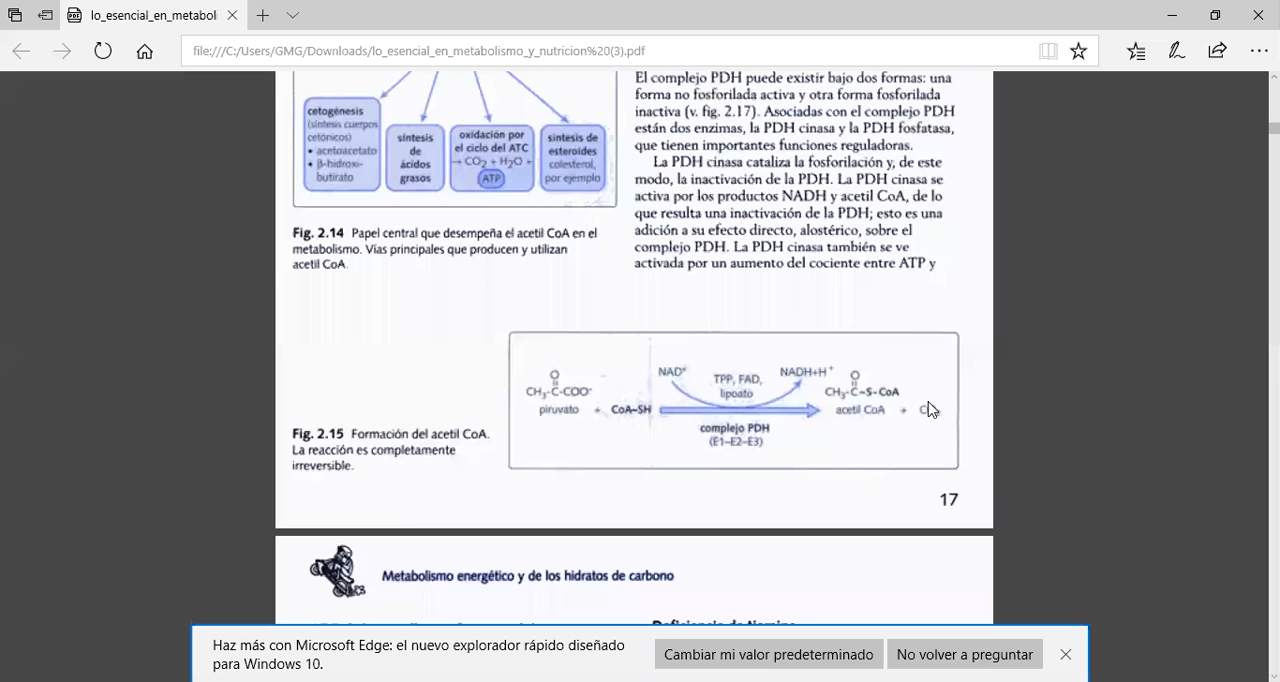 lo_esencial_en_metaboli
file:///C:/Users/GMG/Downloads/lo_esencial_en_metabolismo_y_nutricion%20(3).pdf
cetogénesis
(síntesis cuerpos
cetónicos)
• acetoacetato
• β-hidroxi-
butirato
síntesis
de
ácidos
grasos
oxidación por
el ciclo del ATC
→ CO₂ + H₂O +
ATP
síntesis de
esteroides
colesterol,
por ejemplo
Fig. 2.14 Papel central que desempeña el acetil CoA en el
metabolismo. Vías principales que producen y utilizan
acetil CoA.
El complejo PDH puede existir bajo dos formas: una
forma no fosforilada activa y otra forma fosforilada
inactiva (v. fig. 2.17). Asociadas con el complejo PDH
están dos enzimas, la PDH cinasa y la PDH fosfatasa,
que tienen importantes funciones reguladoras.
La PDH cinasa cataliza la fosforilación y, de este
modo, la inactivación de la PDH. La PDH cinasa se
activa por los productos NADH y acetil CoA, de lo
que resulta una inactivación de la PDH; esto es una
adición a su efecto directo, alostérico, sobre el
complejo PDH. La PDH cinasa también se ve
activada por un aumento del cociente entre ATP y
O
CH₃-C-COO⁻
piruvato + CoA-SH
NAD⁺
TPP, FAD,
lipoato
NADH+H⁺
complejo PDH
(E1-E2-E3)
O
CH₃-C-S-CoA
acetil CoA +
Fig. 2.15 Formación del acetil CoA.
La reacción es completamente
irreversible.
17
Metabolismo energético y de los hidratos de carbono
Haz más con Microsoft Edge: el nuevo explorador rápido diseñado
para Windows 10.
Cambiar mi valor predeterminado
No volver a preguntar